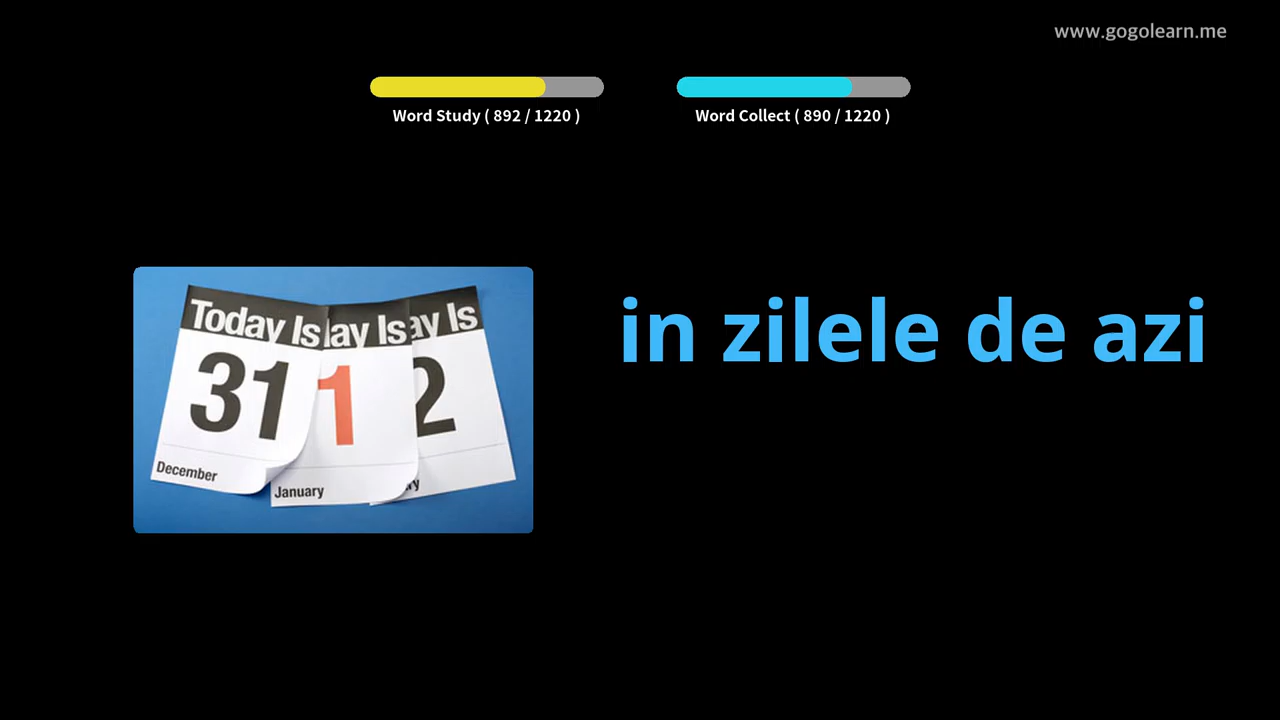 www.gogolearn.me
Word Study ( 892 / 1220 )
Word Collect ( 890 / 1220 )
Today Is
ay Is
ay Is
31
1
2
December
January
ry
in zilele de azi